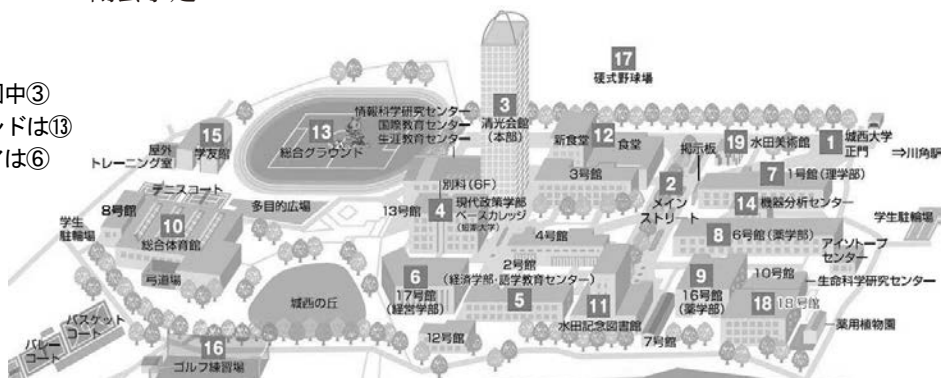 図中③
ンドは⑬
アは⑥
17
硬式野球場
情報科学研究センター
国際教育センター
生涯教育センター
3
清光会館
(本部)
15
学友館
屋外
トレーニング室
13
総合グラウンド
新食堂
12
食堂
掲示板
19
水田美術館
1
城西大学
正門
⇒川角駅
3号館
7
1号館(理学部)
2
メイン
ストリート
14
機器分析センター
テニスコート
8号館
学生
駐輪場
10
総合体育館
弓道場
多目的広場
別科(6F)
13号館
4
現代政策学部
ベースカレッジ
(短期大学)
4号館
8
6号館(薬学部)
学生駐輪場
アイソトープ
センター
2号館
(経済学部・語学教育センター)
5
城西の丘
6
17号館
(経営学部)
9
16号館
(薬学部)
10号館
生命科学研究センター
18
18号館
薬用植物園
11
水田記念図書館
7号館
12号館
バスケット
コート
バレー
コート
16
ゴルフ練習場